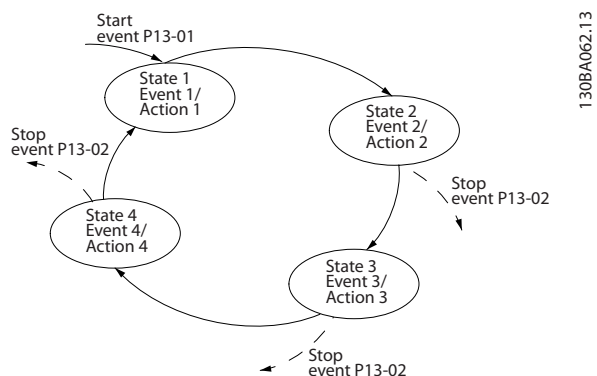 Start
event P13-01
State 1
Event 1/
Action 1
State 2
Event 2/
Action 2
Stop
event P13-02
State 3
Event 3/
Action 3
Stop
event P13-02
State 4
Event 4/
Action 4
Stop
event P13-02
130BA062.13